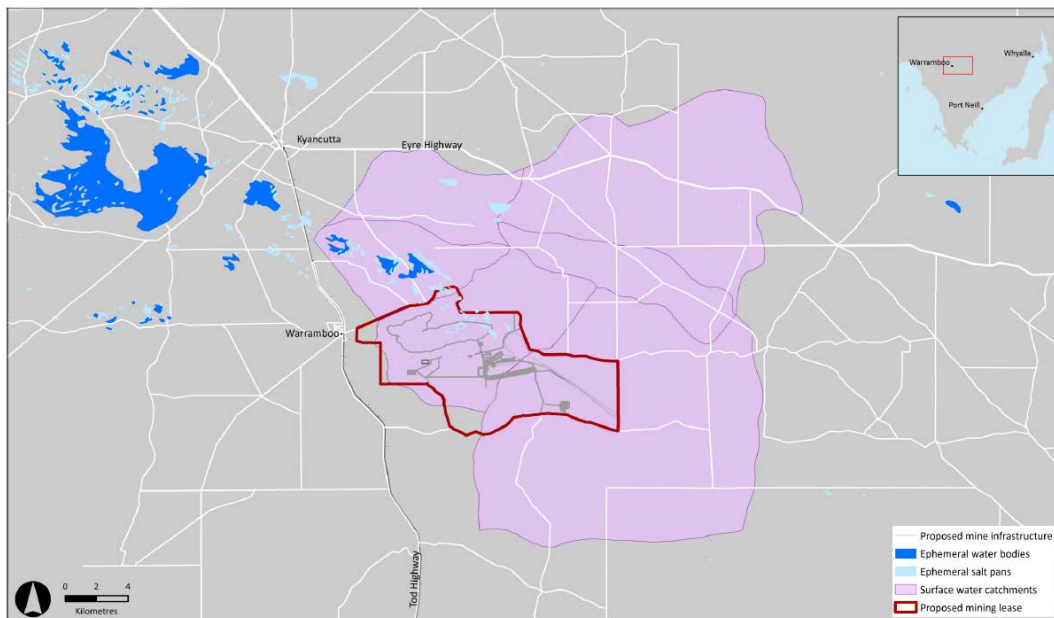 Kyancutta
Eyre Highway
Warramboo
Tod Highway
Warramboo
Whyalla
Port Neill
Proposed mine infrastructure
Ephemeral water bodies
Ephemeral salt pans
Surface water catchments
Proposed mining lease
0 2 4
Kilometres